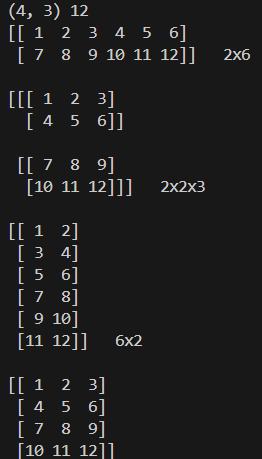 (4, 3) 12
[[ 1  2  3  4  5  6]
 [ 7  8  9 10 11 12]]   2x6
[[[ 1  2  3]
  [ 4  5  6]]
 [[ 7  8  9]
  [10 11 12]]]   2x2x3
[[ 1  2]
 [ 3  4]
 [ 5  6]
 [ 7  8]
 [ 9 10]
 [11 12]]   6x2
[[ 1  2  3]
 [ 4  5  6]
 [ 7  8  9]
 [10 11 12]]